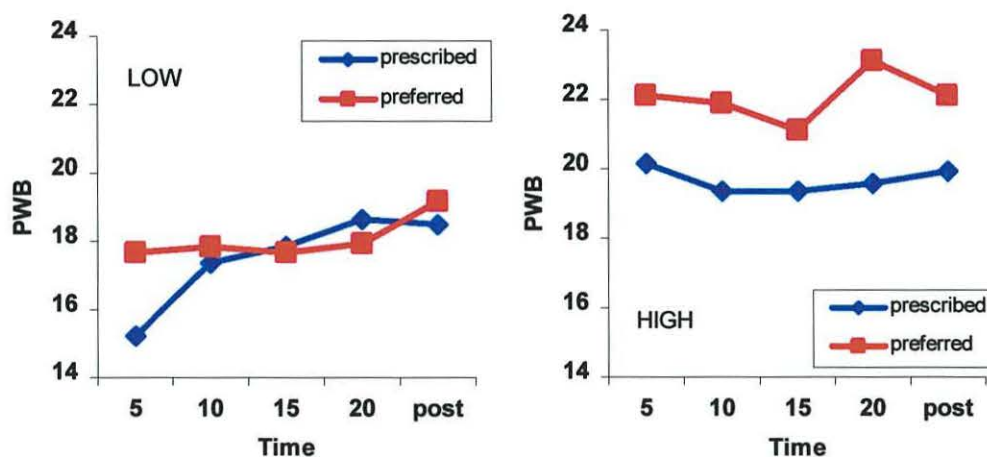 24
22
20
18
16
14
PWB
LOW
prescribed
preferred
5 10 15 20 post
Time
24
22
20
18
16
14
PWB
HIGH
prescribed
preferred
5 10 15 20 post
Time